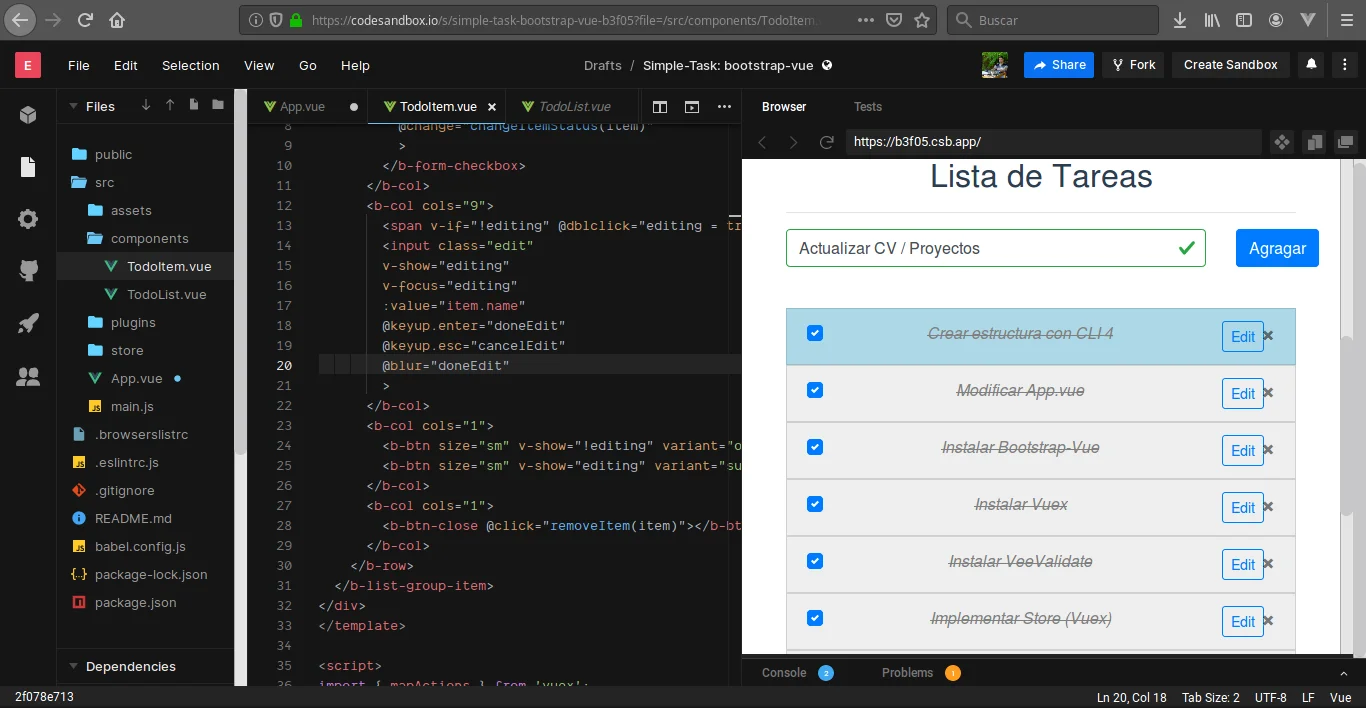 https://codesandbox.io/s/simple-task-bootstrap-vue-b3f05?file=/src/components/TodoItem.
Buscar
E
File Edit Selection View Go Help
Drafts / Simple-Task: bootstrap-vue
Share
Fork
Create Sandbox
Files
public
src
assets
components
TodoItem.vue
TodoList.vue
plugins
store
App.vue
main.js
.browserslistrc
.eslintrc.js
.gitignore
README.md
babel.config.js
package-lock.json
package.json
Dependencies
App.vue
TodoItem.vue
TodoList.vue
8 @change="changeItemStatus(item)"
9 >
10 </b-form-checkbox>
11 </b-col>
12 <b-col cols="9">
13 <span v-if="!editing" @dblclick="editing = tr
14 <input class="edit"
15 v-show="editing"
16 v-focus="editing"
17 :value="item.name"
18 @keyup.enter="doneEdit"
19 @keyup.esc="cancelEdit"
20 @blur="doneEdit"
21 >
22 </b-col>
23 <b-col cols="1">
24 <b-btn size="sm" v-show="!editing" variant="o
25 <b-btn size="sm" v-show="editing" variant="su
26 </b-col>
27 <b-col cols="1">
28 <b-btn-close @click="removeItem(item)"></b-bt
29 </b-col>
30 </b-row>
31 </b-list-group-item>
32 </div>
33 </template>
34
35 <script>
36 import { mapActions } from 'vuex';
Browser
Tests
https://b3f05.csb.app/
Lista de Tareas
Actualizar CV / Proyectos
Agragar
Crear estructura con CLI 4 Edit
Modificar App.vue Edit
Instalar Bootstrap-Vue Edit
Instalar Vuex Edit
Instalar VeeValidate Edit
Implementar Store (Vuex) Edit
Console 2
Problems 1
2f078e713
Ln 20, Col 18 Tab Size: 2 UTF-8 LF Vue